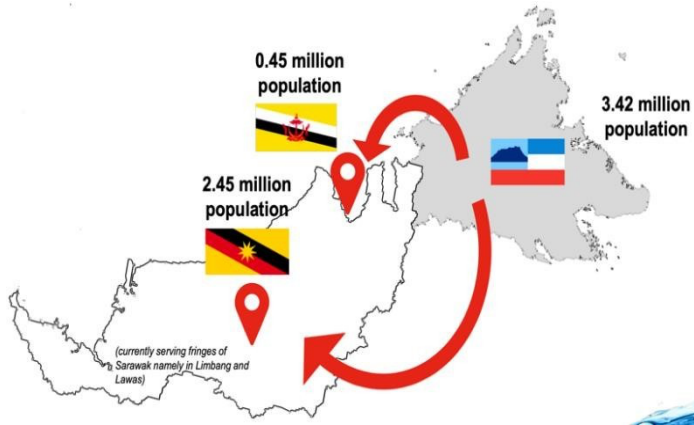 0.45 million
population
3.42 million
population
2.45 million
population
(currently serving fringes of
Sarawak namely in Limbang and
Lawas)